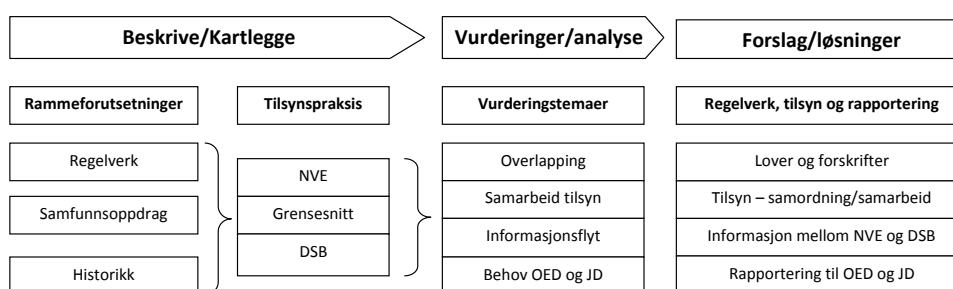 Beskrive/Kartlegge
Vurderinger/analyse
Forslag/løsninger
Rammeforutsetninger
Tilsynspraksis
Vurderingstemaer
Regelverk, tilsyn og rapportering
Regelverk
Samfunnsoppdrag
Historikk
NVE
Grensesnitt
DSB
Overlapping
Samarbeid tilsyn
Informasjonsflyt
Behov OED og JD
Lover og forskrifter
Tilsyn – samordning/samarbeid
Informasjon mellom NVE og DSB
Rapportering til OED og JD